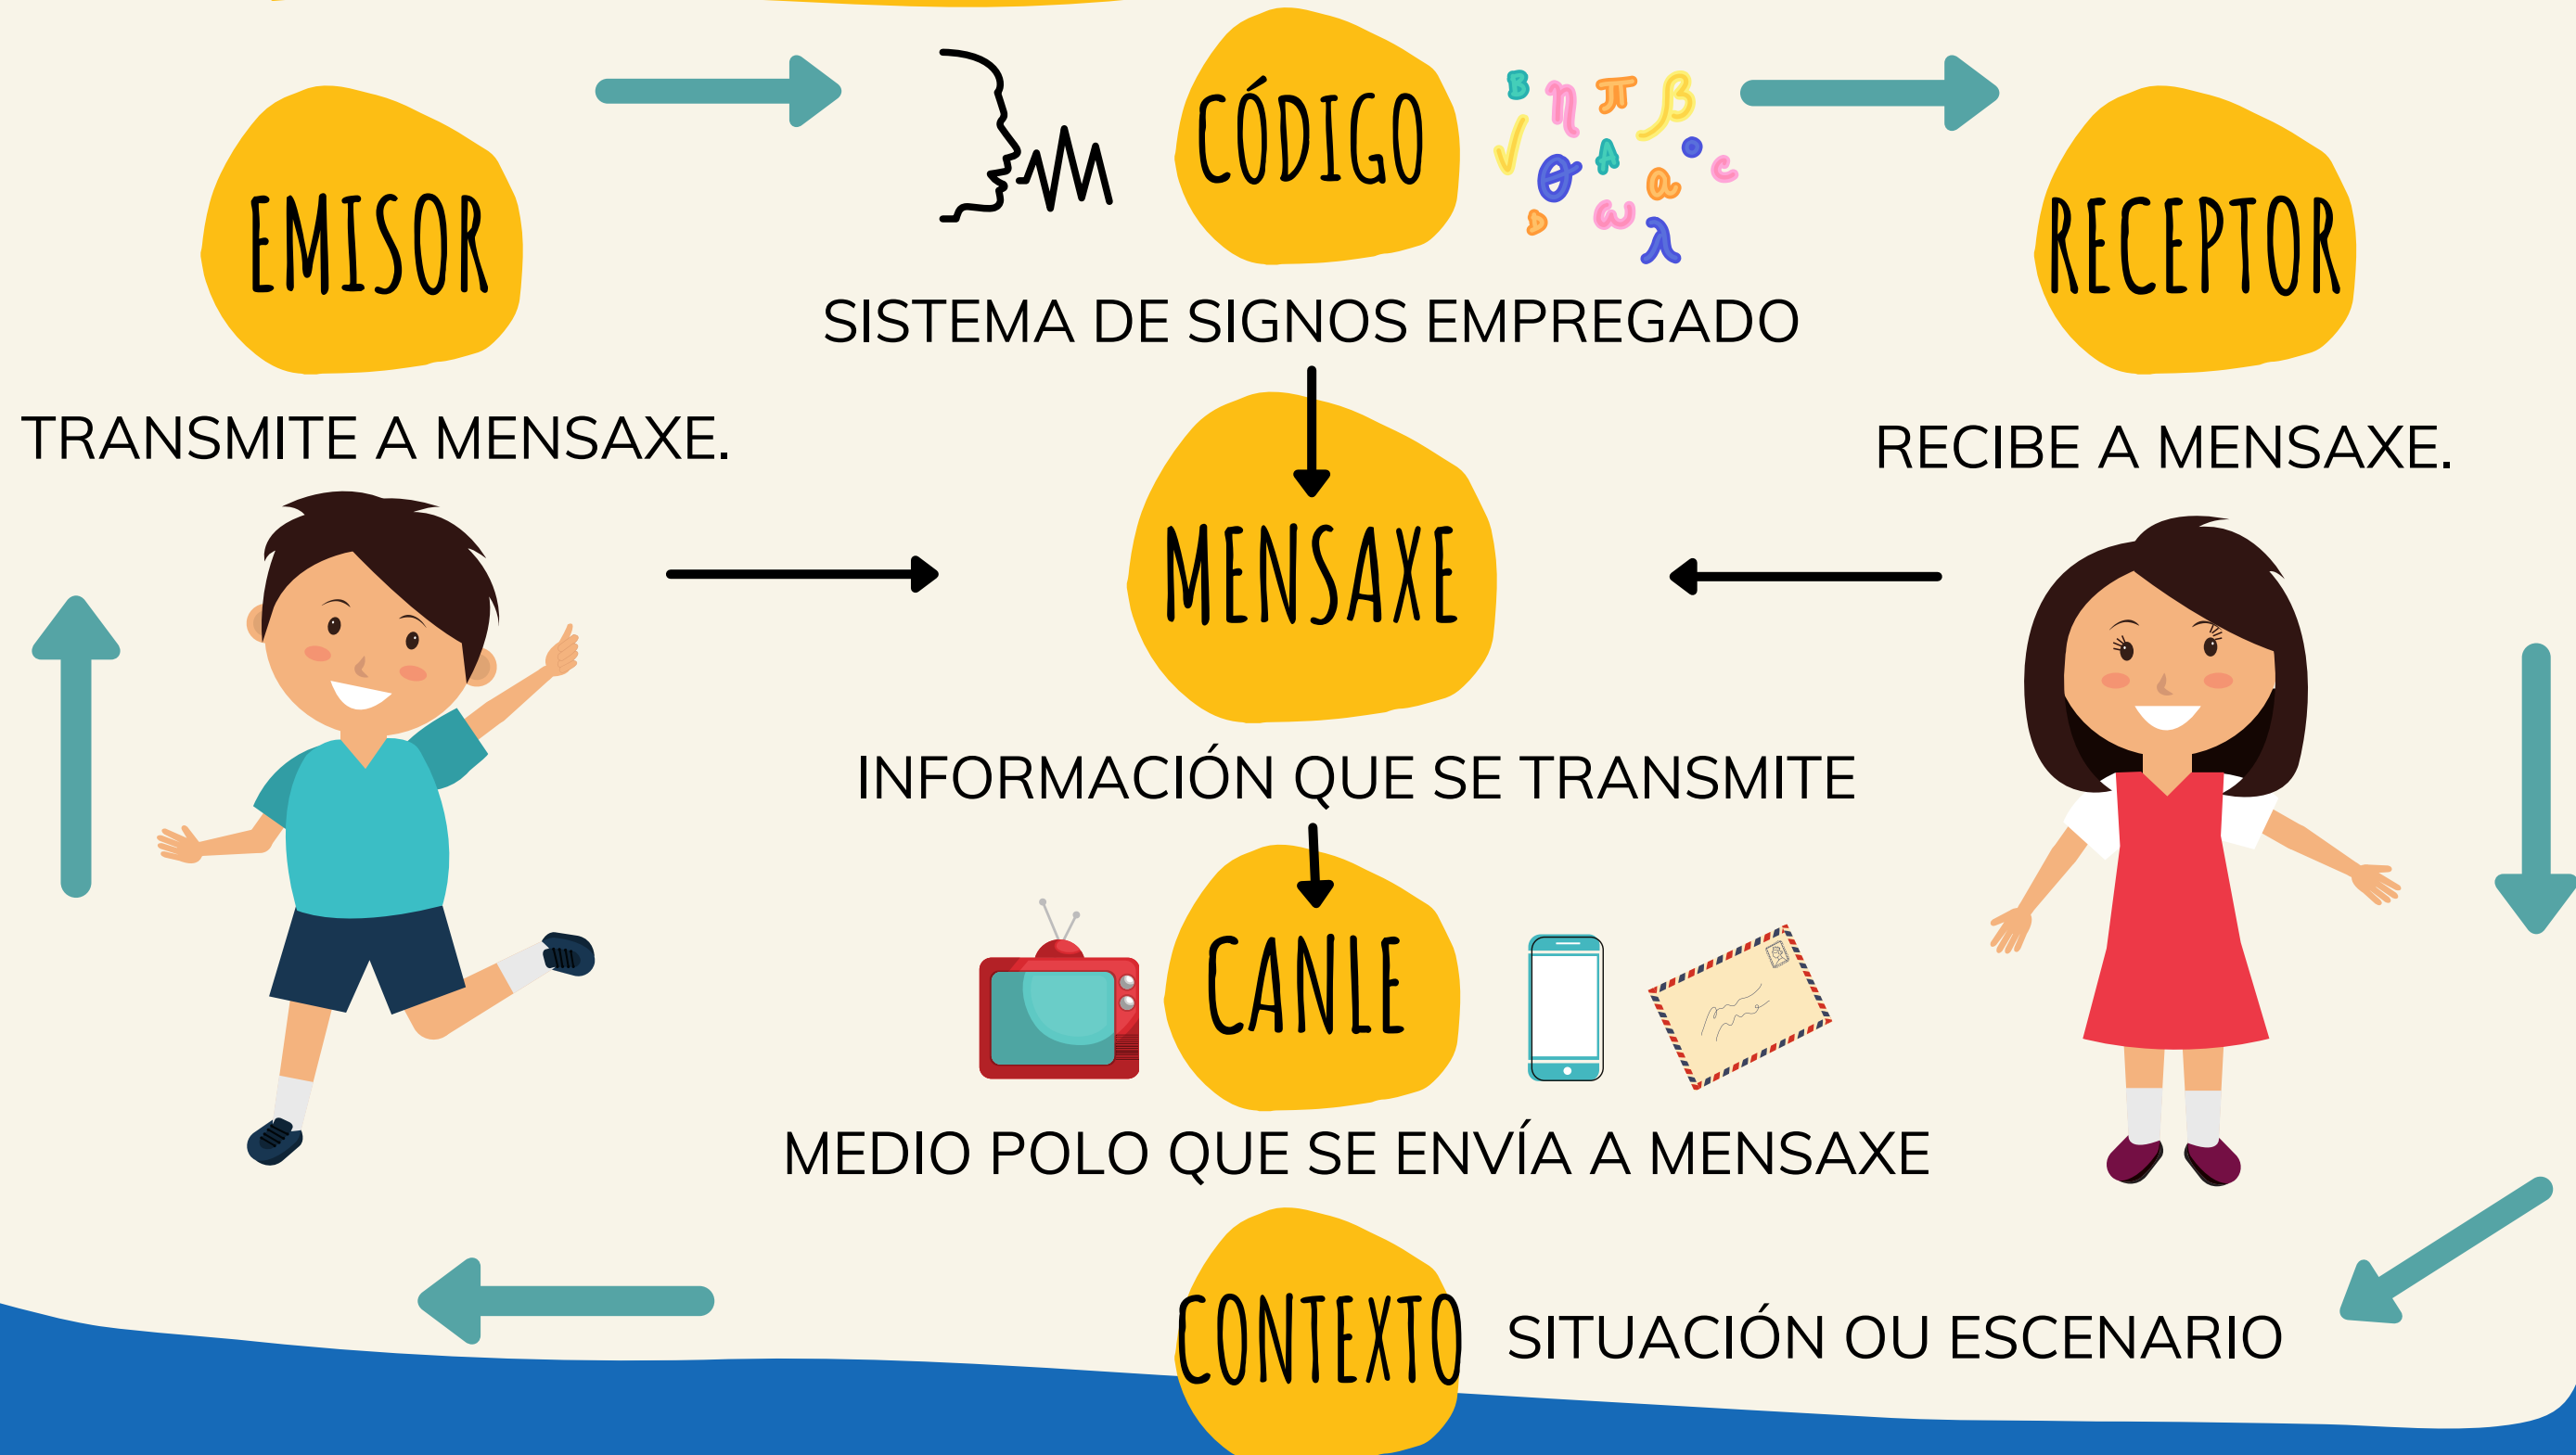 EMISOR
TRANSMITE A MENSAXE.
CÓDIGO
SISTEMA DE SIGNOS EMPREGADO
RECEPTOR
RECIBE A MENSAXE.
MENSAXE
INFORMACIÓN QUE SE TRANSMITE
CANLE
MEDIO POLO QUE SE ENVÍA A MENSAXE
CONTEXTO
SITUACIÓN OU ESCENARIO